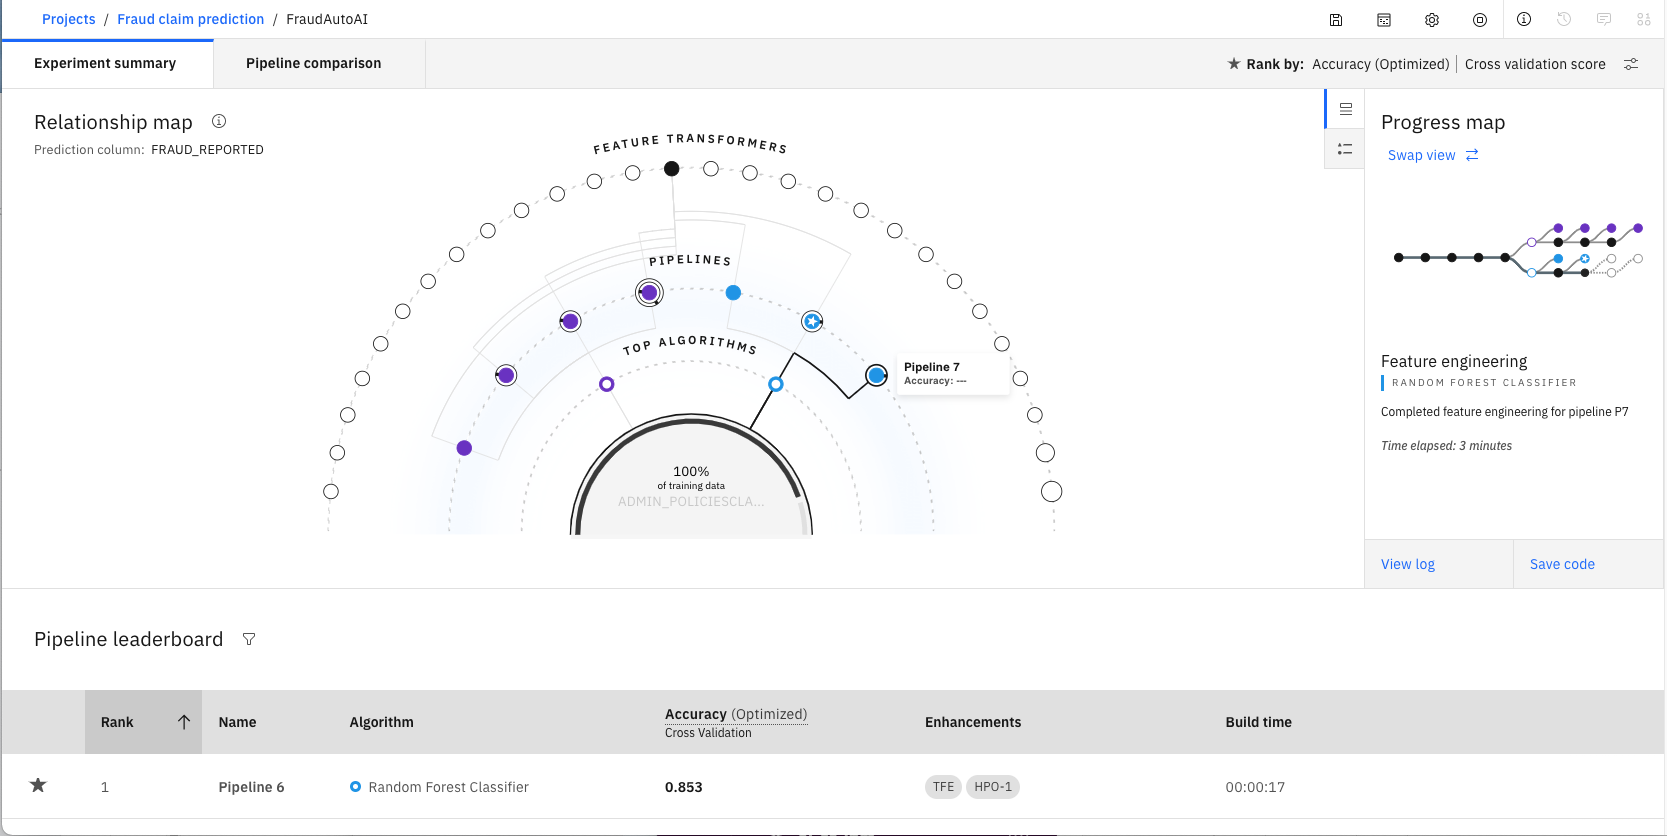 Projects / Fraud claim prediction / FraudAutoAI
Experiment summary
Pipeline comparison
Rank by: Accuracy (Optimized) | Cross validation score
Relationship map
Prediction column: FRAUD_REPORTED
FEATURE TRANSFORMERS
PIPELINES
TOP ALGORITHMS
Pipeline 7
Accuracy: ---
100%
of training data
ADMIN_POLICIESCLA...
Progress map
Swap view
Feature engineering
RANDOM FOREST CLASSIFIER
Completed feature engineering for pipeline P7
Time elapsed: 3 minutes
View log
Save code
Pipeline leaderboard
Rank Name Algorithm Accuracy (Optimized) Enhancements Build time
Cross Validation
1 Pipeline 6 Random Forest Classifier 0.853 TFE HPO-1 00:00:17